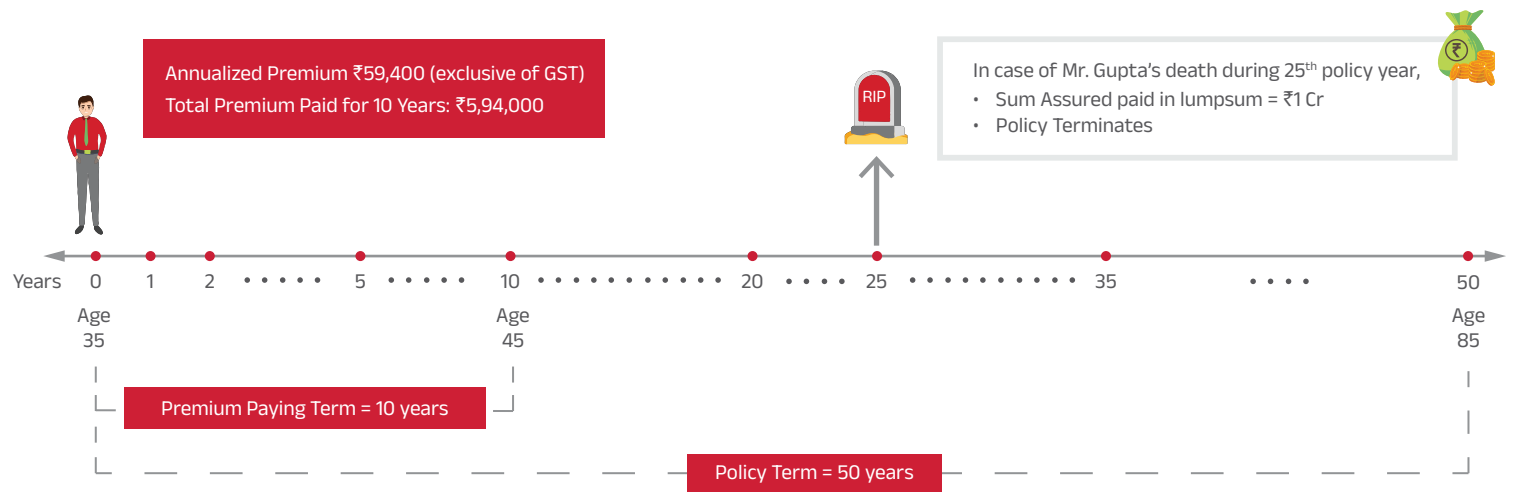 Annualized Premium ₹59,400 (exclusive of GST)
Total Premium Paid for 10 Years: ₹5,94,000
RIP
In case of Mr. Gupta's death during 25th policy year,
• Sum Assured paid in lumpsum = ₹1 Cr
• Policy Terminates
₹
Years 0 1 2 5 10 20 25 35 50
Age Age Age
35 45 85
Premium Paying Term = 10 years
Policy Term = 50 years